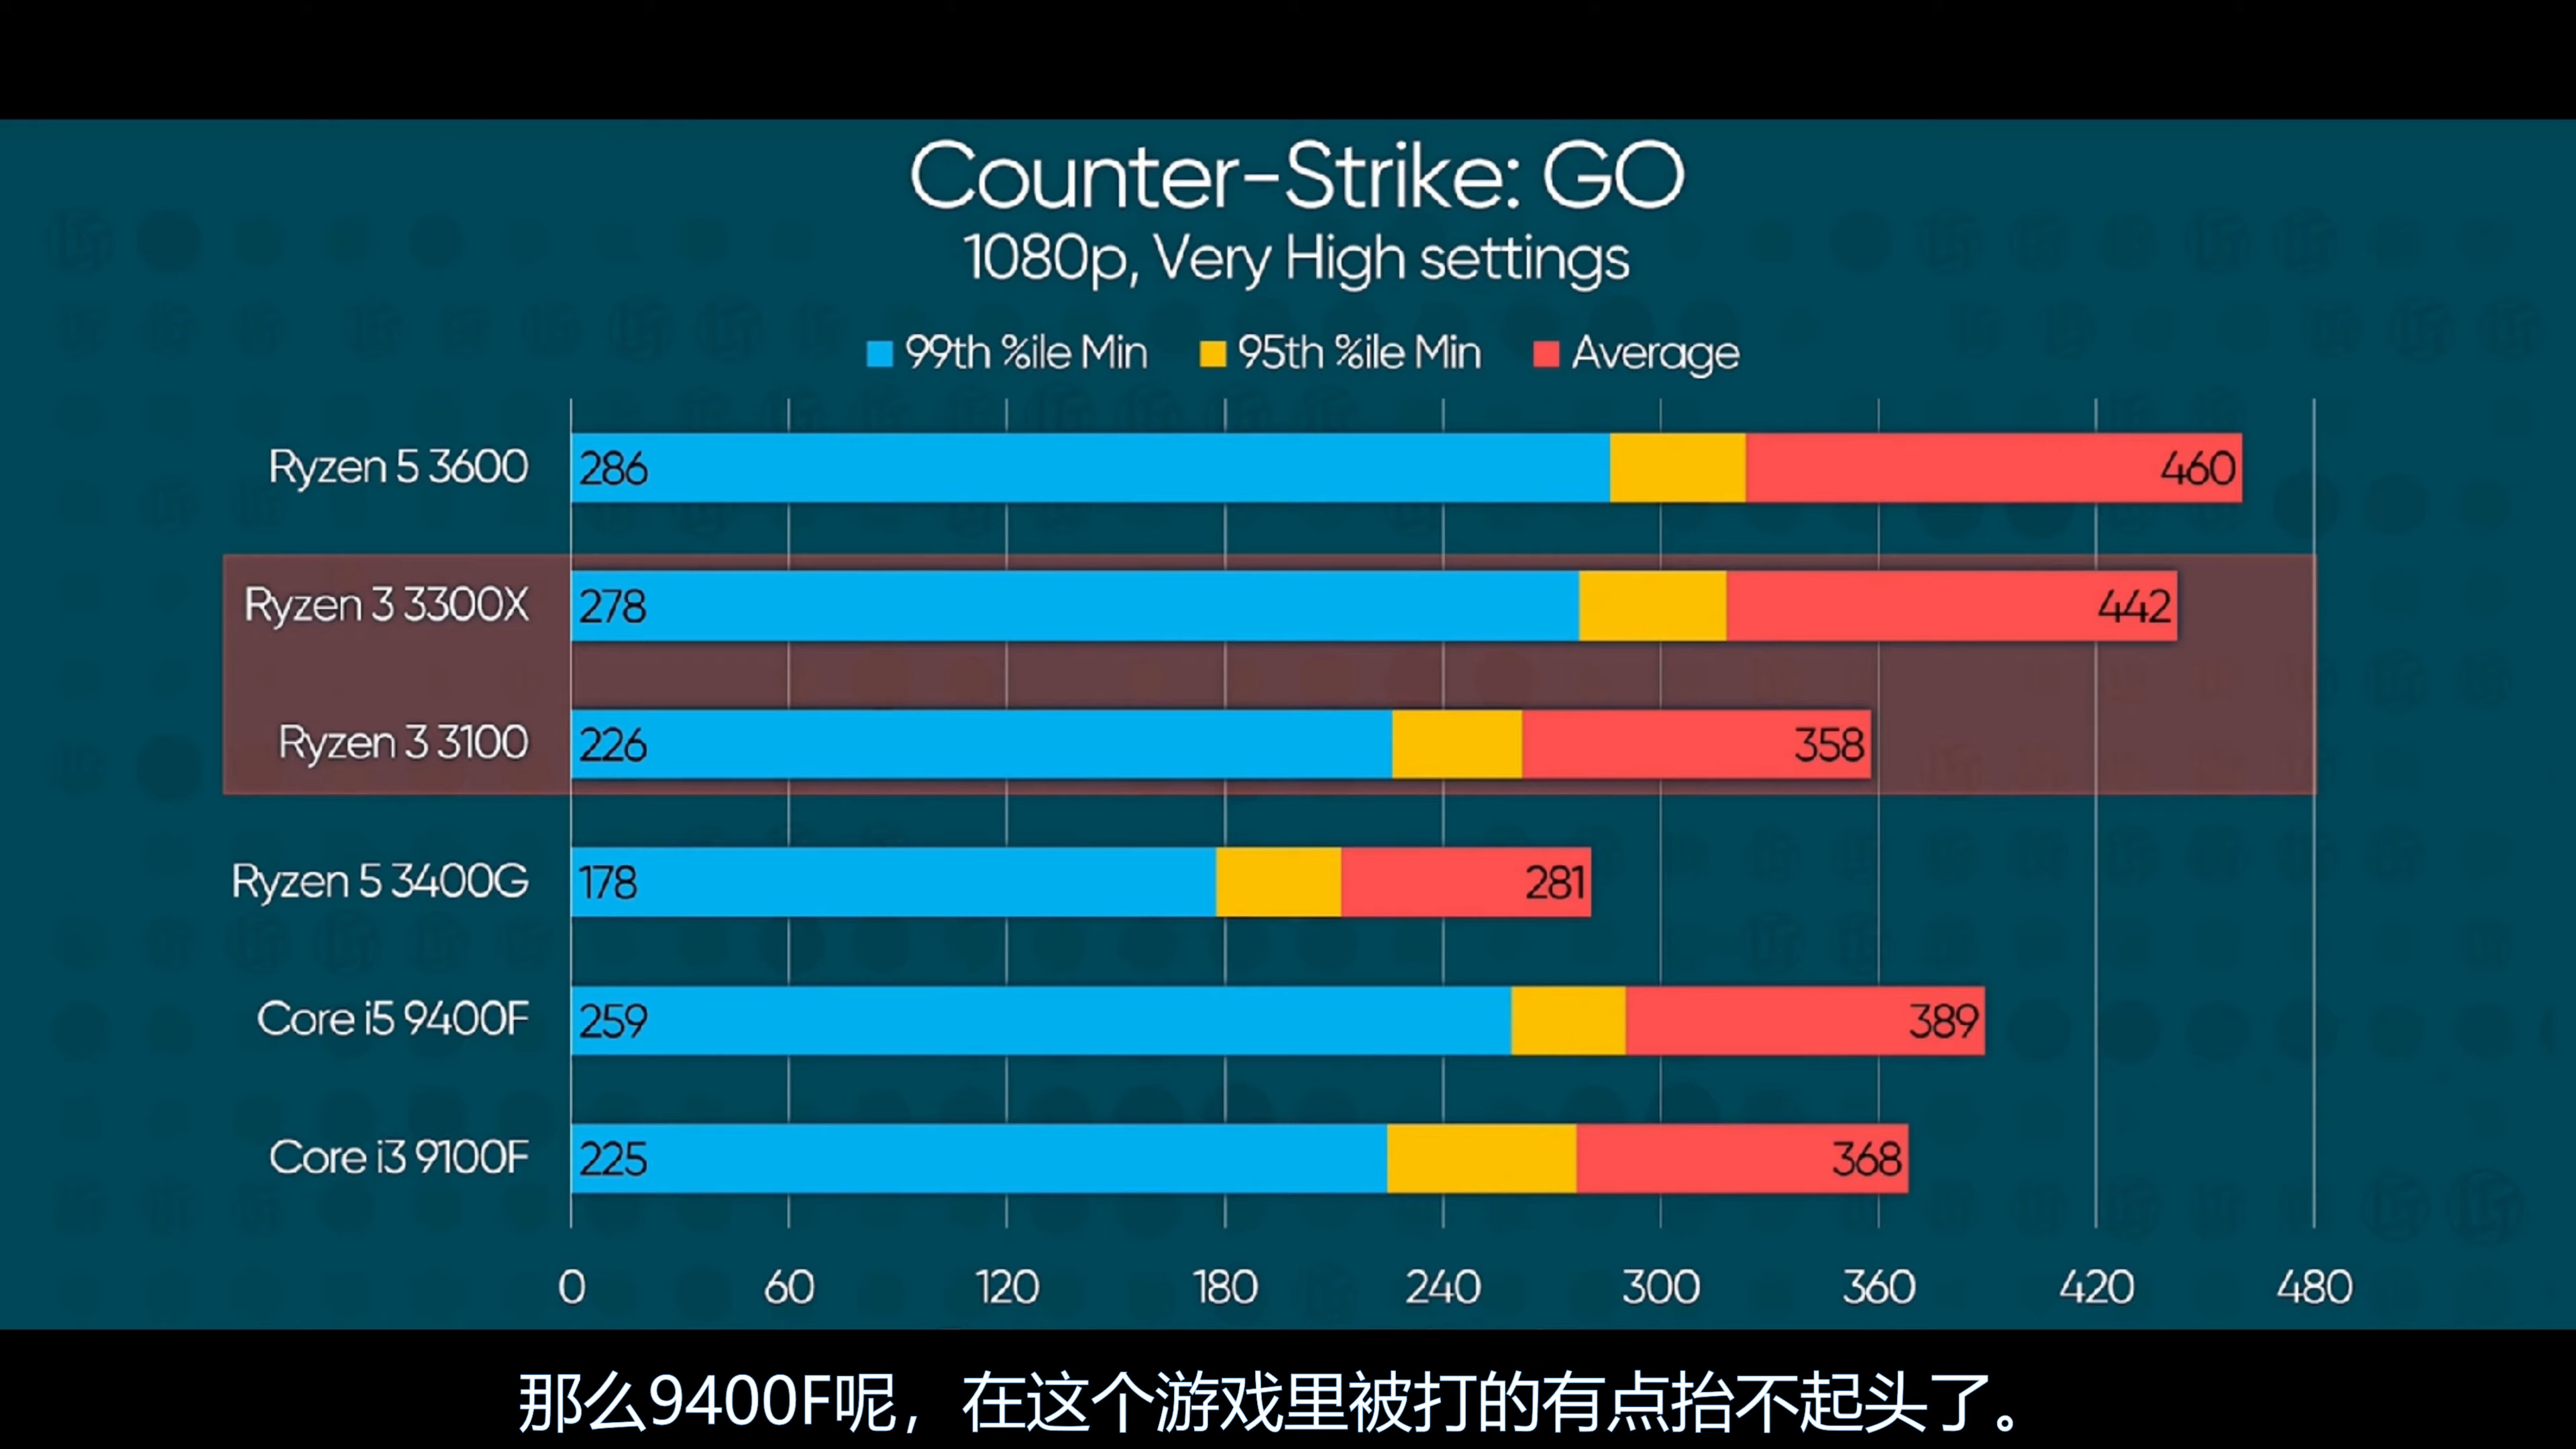 Counter-Strike: GO
1080p, Very High settings
99th %ile Min 95th %ile Min Average
Ryzen 5 3600 286 460
Ryzen 3 3300X 278 442
Ryzen 3 3100 226 358
Ryzen 5 3400G 178 281
Core i5 9400F 259 389
Core i3 9100F 225 368
0 60 120 180 240 300 360 420 480
那么9400F呢，在这个游戏里被打的有点抬不起头了。